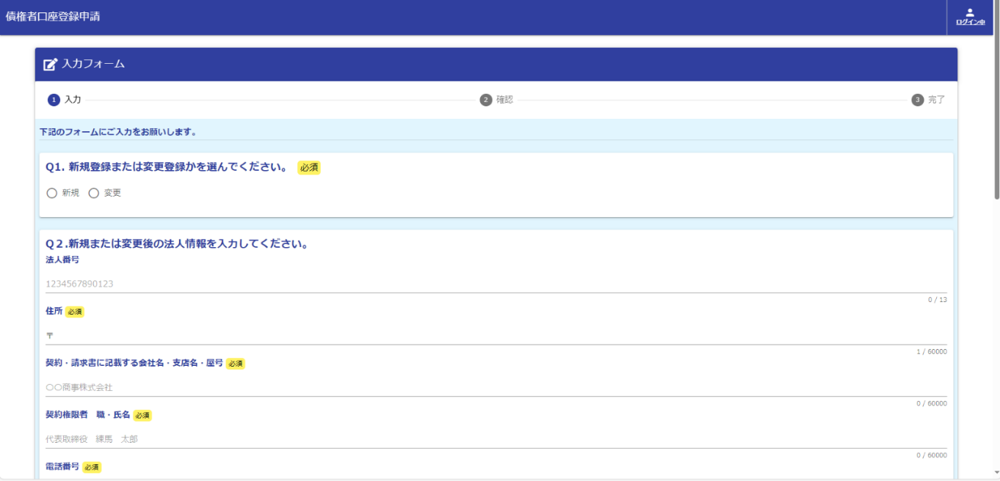 債権者口座登録申請
ログイン中
入力フォーム
1 入力
2 確認
3 完了
下記のフォームにご入力をお願いします。
Q1. 新規登録または変更登録かを選んでください。 必須
新規 変更
Q２.新規または変更後の法人情報を入力してください。
法人番号
1234567890123
0 / 13
住所 必須
〒
1 / 60000
契約・請求書に記載する会社名・支店名・屋号 必須
〇〇商事株式会社
0 / 60000
契約権限者　職・氏名 必須
代表取締役　練馬　太郎
0 / 60000
電話番号 必須